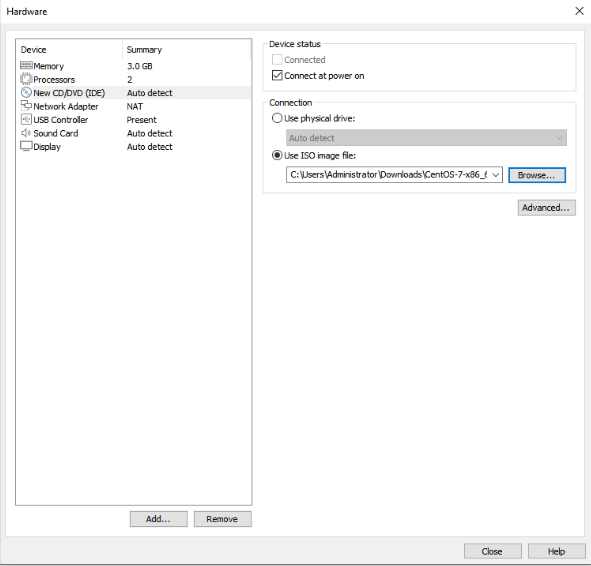 Hardware
Device Summary
Memory 3.0 GB
Processors 2
New CD/DVD (IDE) Auto detect
Network Adapter NAT
USB Controller Present
Sound Card Auto detect
Display Auto detect
Add... Remove
Device status
Connected
Connect at power on
Connection
Use physical drive:
Auto detect
Use ISO image file:
C:\Users\Administrator\Downloads\CentOS-7-x86_6
Browse...
Advanced...
Close Help